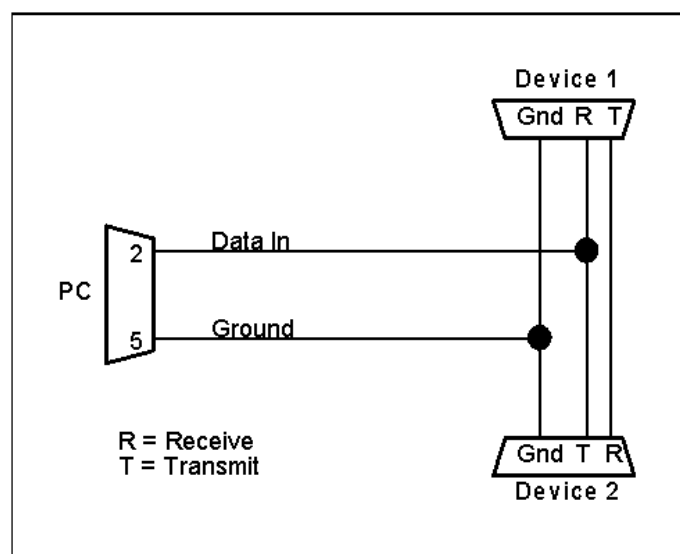 Device 1
Gnd R T
2 Data In
PC
5 Ground
R = Receive
T = Transmit
Gnd T R
Device 2